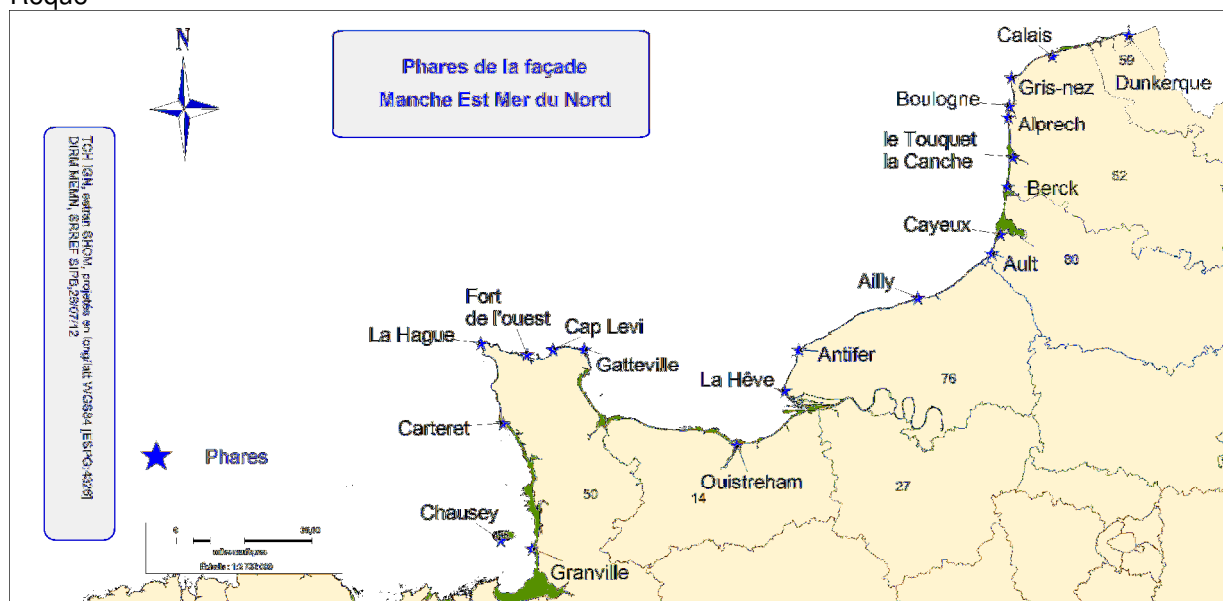 Phares de la façade
Manche Est Mer du Nord
N
Calais
59
Dunkerque
Gris-nez
Boulogne
Alprech
le Touquet
la Canche
62
Berck
Cayeux
Ault
80
Ailly
Fort
de l'ouest
Cap Levi
La Hague
Gatteville
Antifer
La Hêve
76
Carteret
Ouistreham
50
14
27
Phares
Chausey
Granville